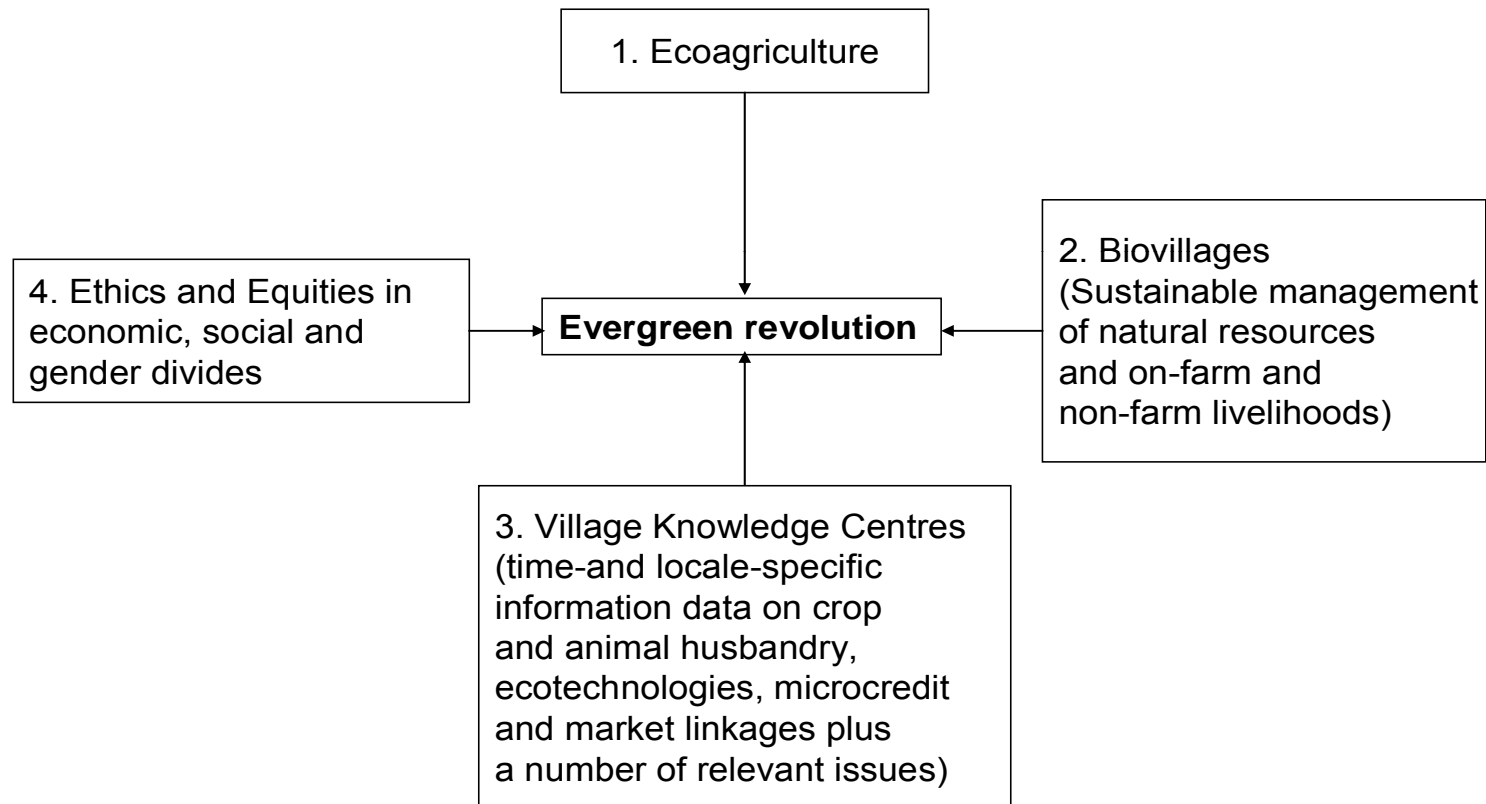 1. Ecoagriculture
2. Biovillages
(Sustainable management
of natural resources
and on-farm and
non-farm livelihoods)
4. Ethics and Equities in
economic, social and
gender divides
Evergreen revolution
3. Village Knowledge Centres
(time-and locale-specific
information data on crop
and animal husbandry,
ecotechnologies, microcredit
and market linkages plus
a number of relevant issues)